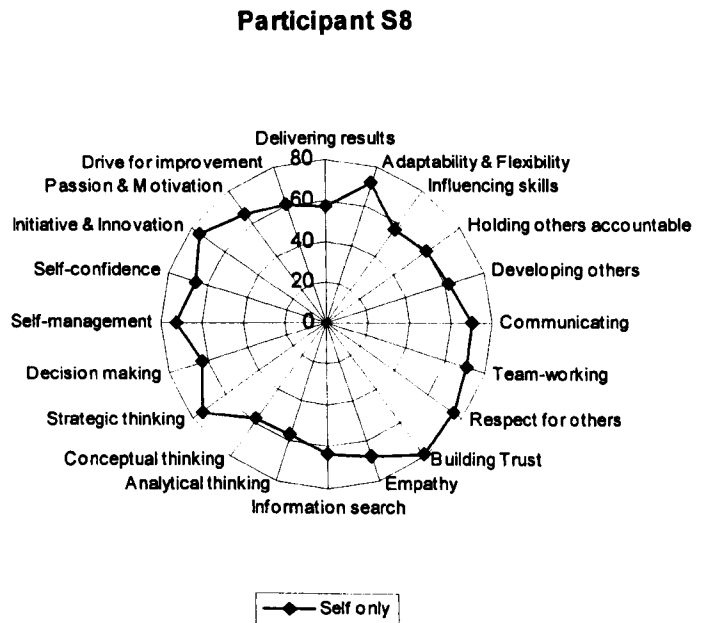 Participant S8
Delivering results
80
Drive for improvement
Adaptability & Flexibility
Passion & Motivation
Influencing skills
60
Initiative & Innovation
Holding others accountable
40
Self-confidence
Developing others
20
Self-management
0
Communicating
Decision making
Team-working
Strategic thinking
Respect for others
Conceptual thinking
Building Trust
Analytical thinking
Empathy
Information search
Self only